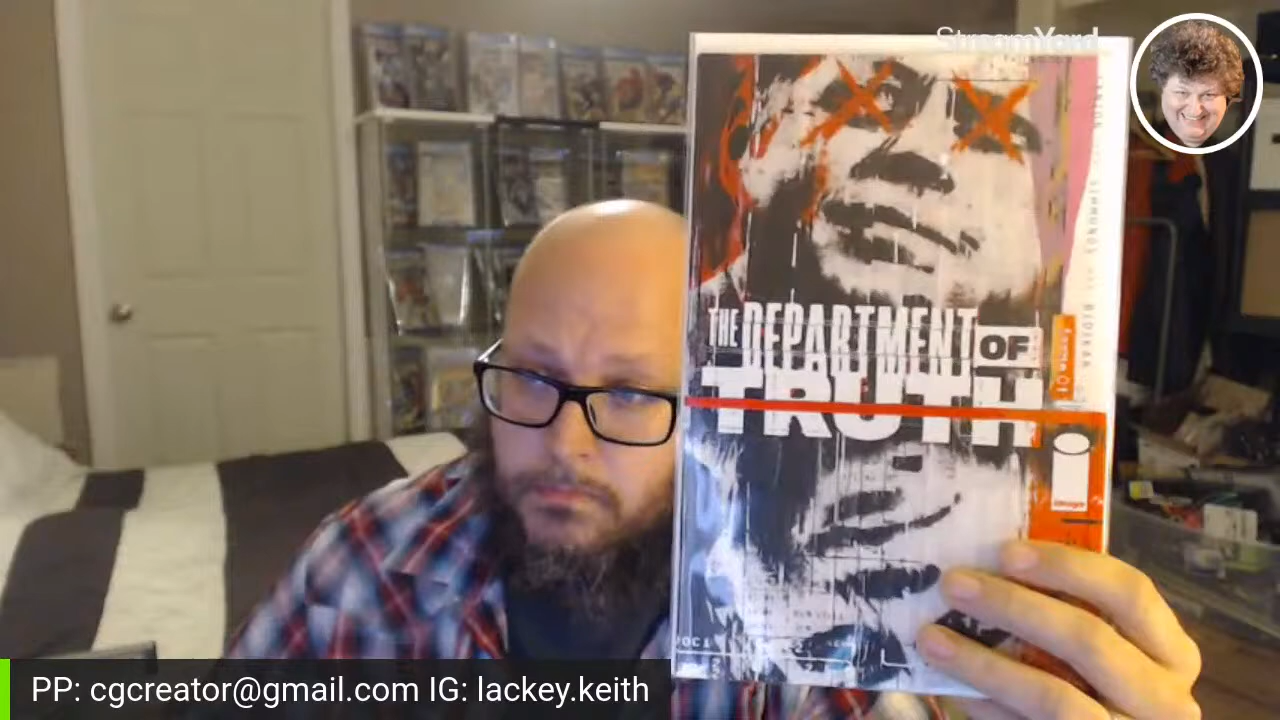 StreamYard
THE DEPARTMENT OF
TRUTH
image
PP: cgcreator@gmail.com IG: lackey.keith